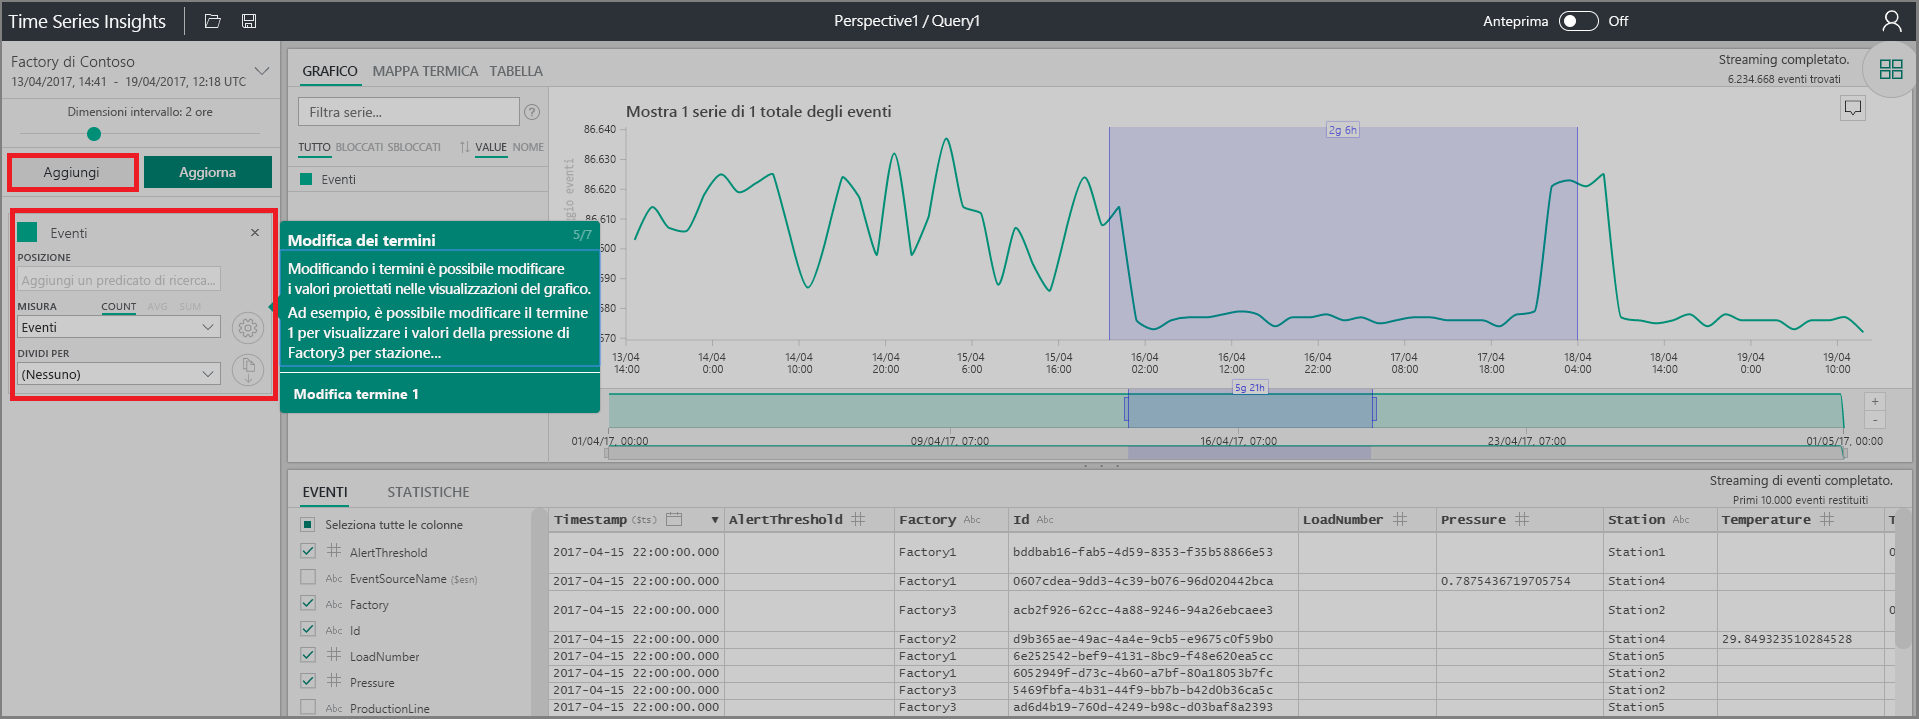 Time Series Insights
Perspective1 / Query1
Anteprima Off
Factory di Contoso
13/04/2017, 14:41 - 19/04/2017, 12:18 UTC
Dimensioni intervallo: 2 ore
Aggiungi
Aggiorna
Eventi ×
POSIZIONE
Aggiungi un predicato di ricerca...
MISURA COUNT AVG SUM
Eventi
DIVIDI PER
(Nessuno)
GRAFICO MAPPA TERMICA TABELLA
Streaming completato.
6.234.668 eventi trovati
Filtra serie... ?
TUTTO BLOCCATI SBLOCCATI VALUE NOME
Eventi
Modifica dei termini 5/7
Modificando i termini è possibile modificare
i valori proiettati nelle visualizzazioni del grafico.
Ad esempio, è possibile modificare il termine
1 per visualizzare i valori della pressione di
Factory3 per stazione...
Modifica termine 1
Mostra 1 serie di 1 totale degli eventi
86.640
86.630
86.620
86.610
2g 6h
13/04 14/04 14/04 14/04 15/04 15/04 16/04 16/04 16/04 17/04 17/04 18/04 18/04 19/04 19/04
14:00 0:00 10:00 20:00 6:00 16:00 02:00 12:00 22:00 08:00 18:00 04:00 14:00 0:00 10:00
5g 21h
+
-
01/04/17, 00:00 09/04/17, 07:00 16/04/17, 07:00 23/04/17, 07:00 01/05/17, 00:00
EVENTI STATISTICHE
Streaming di eventi completato.
Primi 10.000 eventi restituiti
Seleziona tutte le colonne
AlertThreshold
Abc EventSourceName ($esn)
Abc Factory
Abc Id
LoadNumber
Pressure
Abc ProductionLine
Timestamp ($ts) AlertThreshold Factory Abc Id Abc LoadNumber Pressure Station Abc Temperature T
2017-04-15 22:00:00.000 Factory1 bddbab16-fab5-4d59-8353-f35b58866e53 Station1 0
2017-04-15 22:00:00.000 Factory1 0607cdea-9dd3-4c39-b076-96d020442bca 0.7875436719705754 Station4
2017-04-15 22:00:00.000 Factory3 acb2f926-62cc-4a88-9246-94a26ebcaee3 Station2 0
2017-04-15 22:00:00.000 Factory2 d9b365ae-49ac-4a4e-9cb5-e9675c0f59b0 Station4 29.849323510284528
2017-04-15 22:00:00.000 Factory1 6e252542-bef9-4131-8bc9-f48e620ea5cc Station5
2017-04-15 22:00:00.000 Factory1 6052949f-d73c-4b60-a7bf-80a18053b7fc Station2
2017-04-15 22:00:00.000 Factory3 5469fbfa-4b31-44f9-bb7b-b42d0b36ca5c Station2
2017-04-15 22:00:00.000 Factory3 ad6d4b19-760d-4249-b98c-d03baf8a2393 Station5